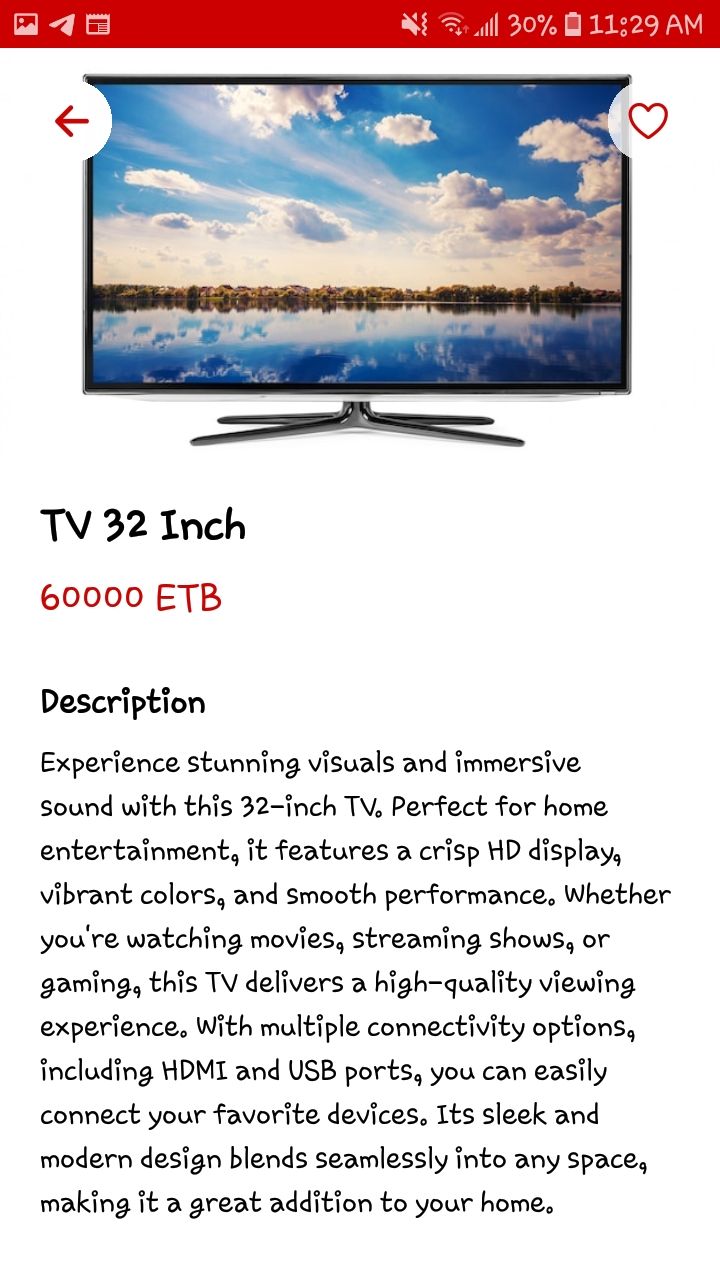 30% 11:29 AM
TV 32 Inch
60000 ETB
Description
Experience stunning visuals and immersive
sound with this 32-inch TV. Perfect for home
entertainment, it features a crisp HD display,
vibrant colors, and smooth performance. Whether
you're watching movies, streaming shows, or
gaming, this TV delivers a high-quality viewing
experience. With multiple connectivity options,
including HDMI and USB ports, you can easily
connect your favorite devices. Its sleek and
modern design blends seamlessly into any space,
making it a great addition to your home.